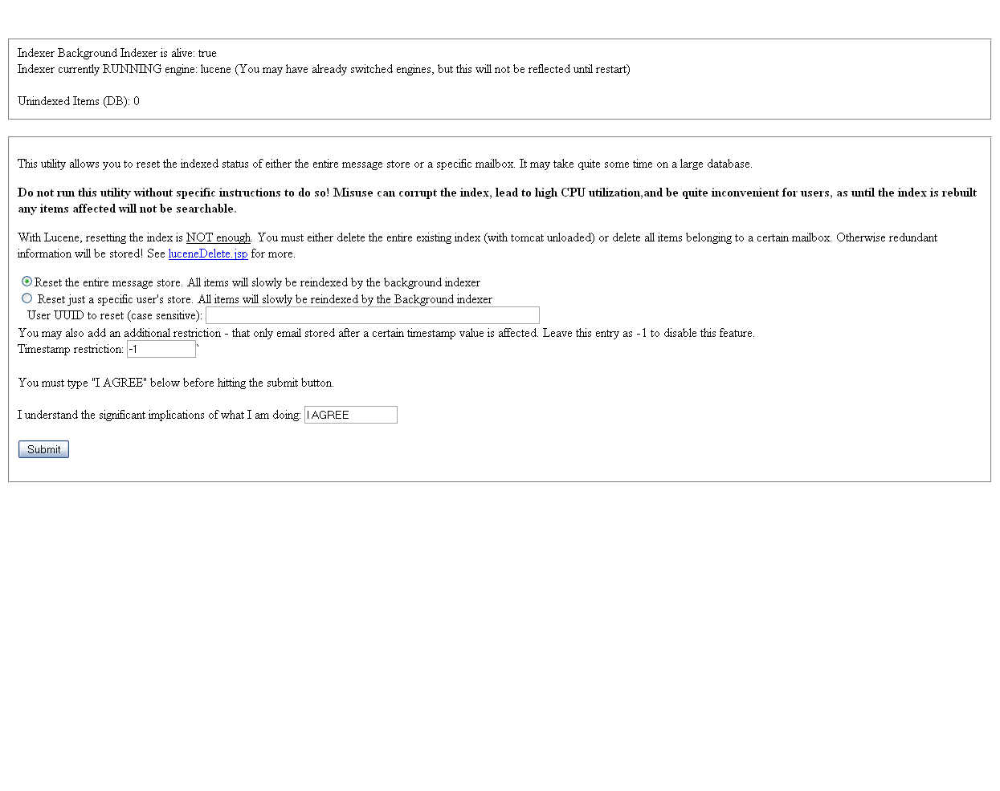 Indexer Background Indexer is alive: true
Indexer currently RUNNING engine: lucene (You may have already switched engines, but this will not be reflected until restart)
Unindexed Items (DB): 0
This utility allows you to reset the indexed status of either the entire message store or a specific mailbox. It may take quite some time on a large database.
Do not run this utility without specific instructions to do so! Misuse can corrupt the index, lead to high CPU utilization,and be quite inconvenient for users, as until the index is rebuilt
any items affected will not be searchable.
With Lucene, resetting the index is NOT enough. You must either delete the entire existing index (with tomcat unloaded) or delete all items belonging to a certain mailbox. Otherwise redundant
information will be stored! See luceneDelete.jsp for more.
Reset the entire message store. All items will slowly be reindexed by the background indexer
Reset just a specific user's store. All items will slowly be reindexed by the Background indexer
User UUID to reset (case sensitive):
You may also add an additional restriction - that only email stored after a certain timestamp value is affected. Leave this entry as -1 to disable this feature.
Timestamp restriction: -1 `
You must type "I AGREE" below before hitting the submit button.
I understand the significant implications of what I am doing: I AGREE
Submit